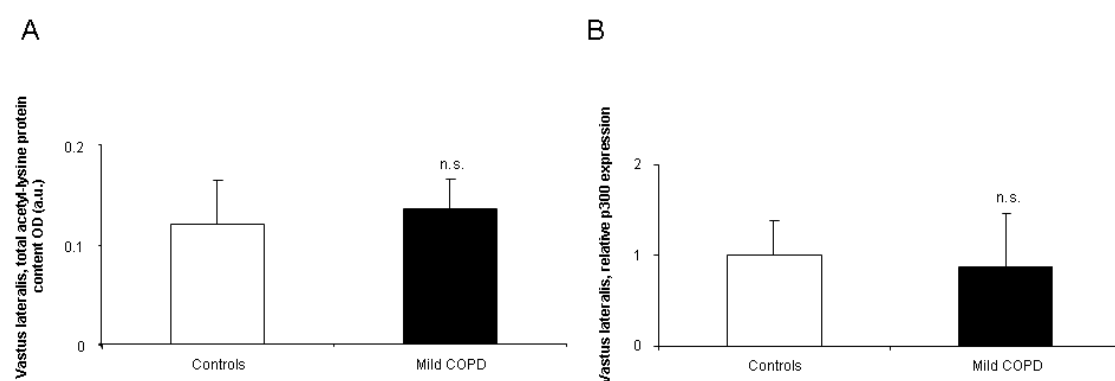 A
Vastus lateralis, total acetyl-lysine protein
content OD (a.u.)
0.2
0.1
0
n.s.
Controls
Mild COPD
B
Vastus lateralis, relative p300 expression
2
1
0
n.s.
Controls
Mild COPD